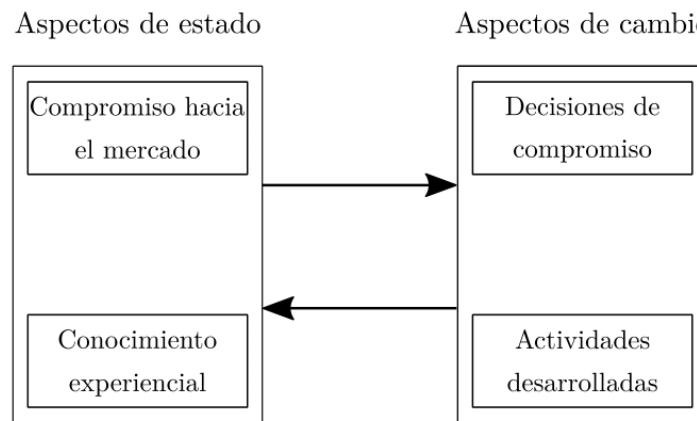 Aspectos de estado
Aspectos de cambi
Compromiso hacia
el mercado
Decisiones de
compromiso
Conocimiento
experiencial
Actividades
desarrolladas